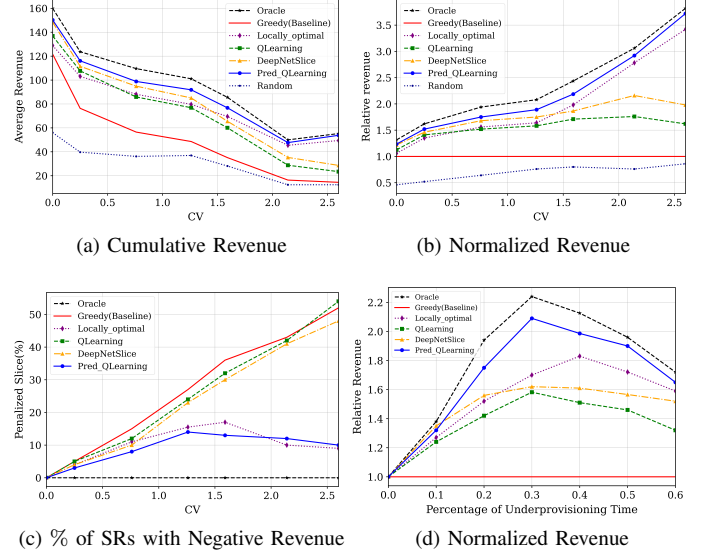 160
140
120
100
80
60
40
20
Average Revenue
0.0 0.5 1.0 1.5 2.0 2.5
CV
Oracle
Greedy(Baseline)
Locally_optimal
QLearning
DeepNetSlice
Pred_QLearning
Random
(a) Cumulative Revenue
3.5
3.0
2.5
2.0
1.5
1.0
0.5
Relative revenue
0.0 0.5 1.0 1.5 2.0 2.5
CV
Oracle
Greedy(Baseline)
Locally_optimal
QLearning
DeepNetSlice
Pred_QLearning
Random
(b) Normalized Revenue
50
40
30
20
10
0
Penalized Slice(%)
0.0 0.5 1.0 1.5 2.0 2.5
CV
Oracle
Greedy(Baseline)
Locally_optimal
QLearning
DeepNetSlice
Pred_QLearning
(c) % of SRs with Negative Revenue
2.2
2.0
1.8
1.6
1.4
1.2
1.0
Relative Revenue
0.0 0.1 0.2 0.3 0.4 0.5 0.6
Percentage of Underprovisioning Time
Oracle
Greedy(Baseline)
Locally_optimal
QLearning
DeepNetSlice
Pred_QLearning
(d) Normalized Revenue